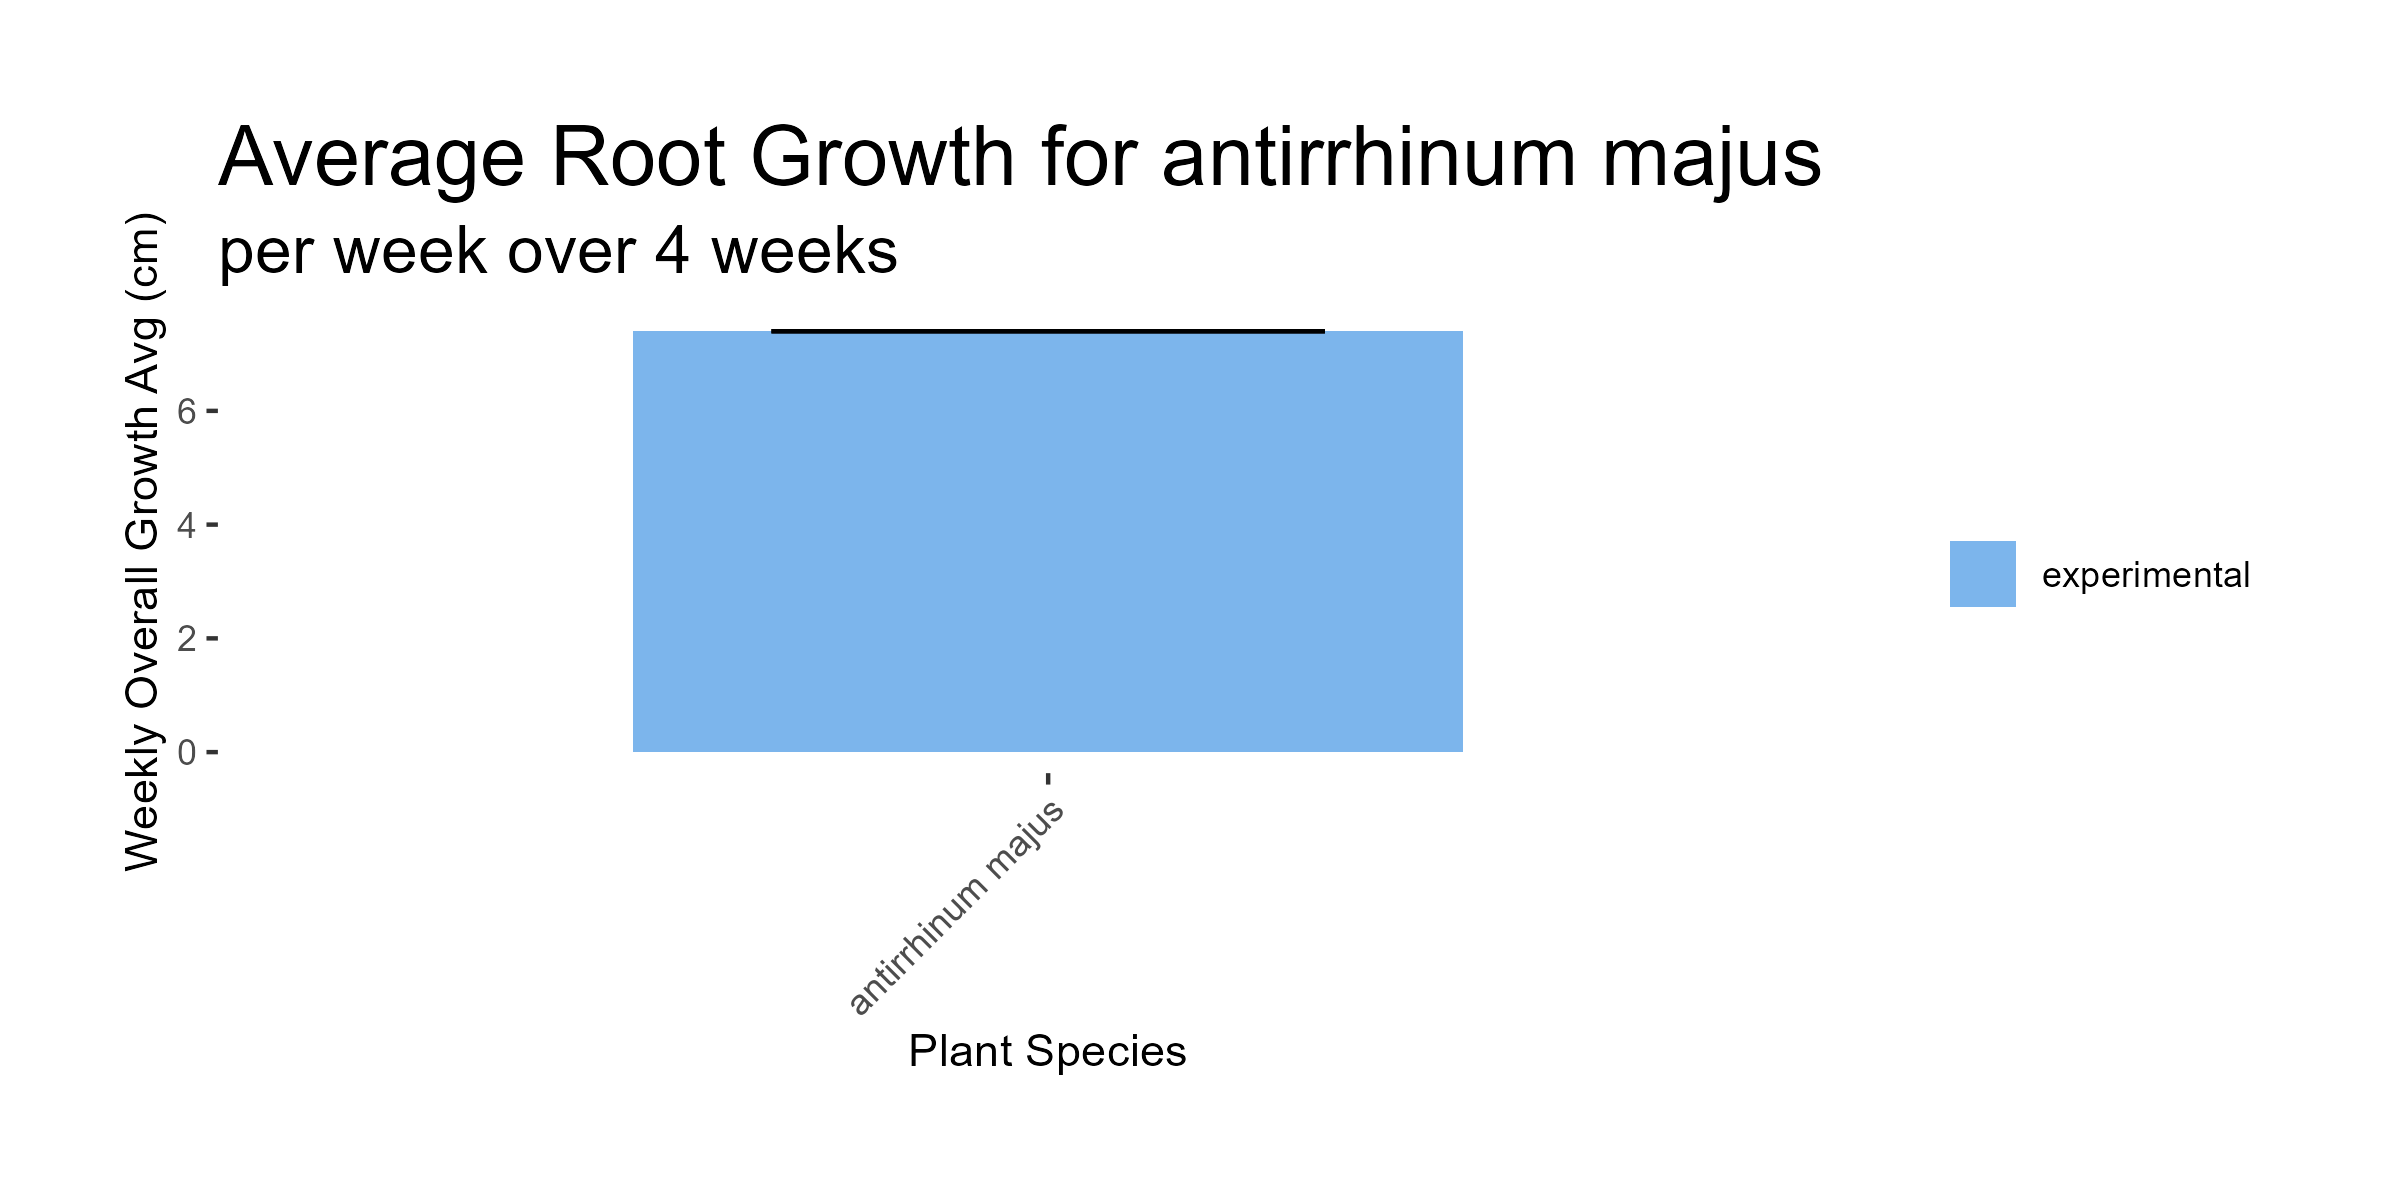 Average Root Growth for antirrhinum majus
per week over 4 weeks
Weekly Overall Growth Avg (cm)
6
4
2
0
antirrhinum majus
Plant Species
experimental